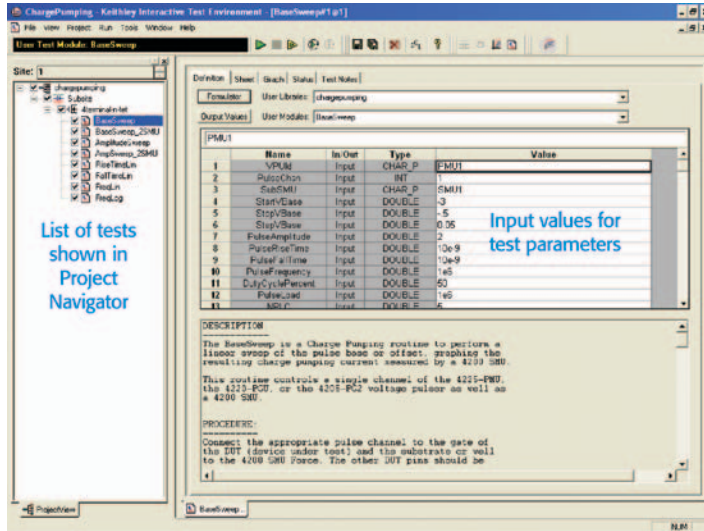 ChargePumping - Keithley Interactive Test Environment - [BaseSweep#1@1]
File View Project Run Tools Window Help
User Test Module: BaseSweep
Site: 1
chargepumping
Subsite
4terminal-n-fet
BaseSweep
BaseSweep_2SMU
AmplitudeSweep
AmpSweep_2SMU
RiseTimeLin
FallTimeLin
FreqLin
FreqLog
List of tests
shown in
Project
Navigator
ProjectView
Definition Sheet Graph Status Test Notes
Formulator User Libraries: chargepumping
Output Values User Modules: BaseSweep
PMU1
Name In/Out Type Value
1 VPUId Input CHAR_P PMU1
2 PulseChan Input INT 1
3 SubSMU Input CHAR_P SMU1
4 StartVBase Input DOUBLE -3
5 StopVBase Input DOUBLE -.5
6 StepVBase Input DOUBLE 0.05
7 PulseAmplitude Input DOUBLE 2
8 PulseRiseTime Input DOUBLE 10e-9
9 PulseFallTime Input DOUBLE 10e-9
10 PulseFrequency Input DOUBLE 1e6
11 DutyCyclePercent Input DOUBLE 50
12 PulseLoad Input DOUBLE 1e6
13 NPLC Input DOUBLE 5
Input values for
test parameters
DESCRIPTION
The BaseSweep is a Charge Pumping routine to perform a
linear sweep of the pulse base or offset, graphing the
resulting charge pumping current measured by a 4200 SMU.
This routine controls a single channel of the 4225-PMU,
the 4220-PGU, or the 4205-PG2 voltage pulser as well as
a 4200 SMU.
PROCEDURE:
Connect the appropriate pulse channel to the gate of
the DUT (device under test) and the substrate or well
to the 4200 SMU Force. The other DUT pins should be
BaseSweep...
NUM